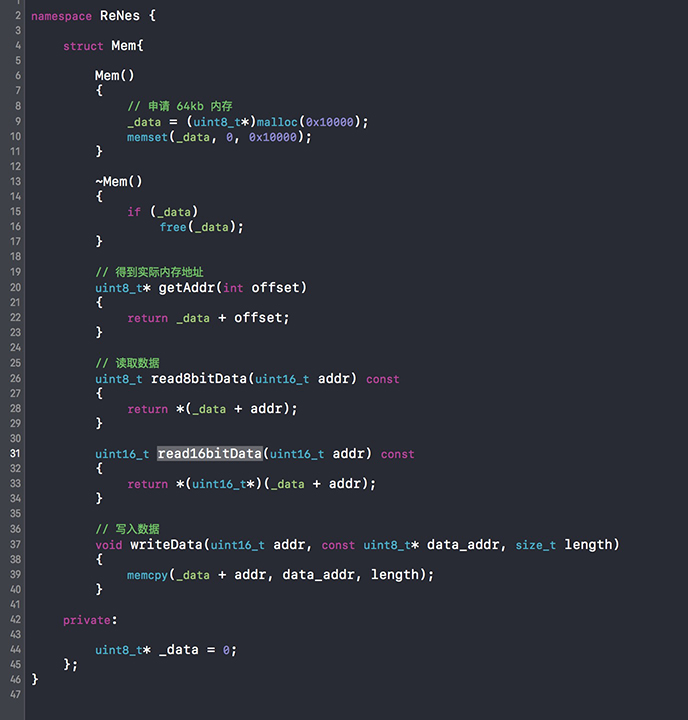 2 namespace ReNes {
3
4 struct Mem{
5
6 Mem()
7 {
8 // 申请 64kb 内存
9 _data = (uint8_t*)malloc(0x10000);
10 memset(_data, 0, 0x10000);
11 }
12
13 ~Mem()
14 {
15 if (_data)
16 free(_data);
17 }
18
19 // 得到实际内存地址
20 uint8_t* getAddr(int offset)
21 {
22 return _data + offset;
23 }
24
25 // 读取数据
26 uint8_t read8bitData(uint16_t addr) const
27 {
28 return *(_data + addr);
29 }
30
31 uint16_t read16bitData(uint16_t addr) const
32 {
33 return *(uint16_t*)(_data + addr);
34 }
35
36 // 写入数据
37 void writeData(uint16_t addr, const uint8_t* data_addr, size_t length)
38 {
39 memcpy(_data + addr, data_addr, length);
40 }
41
42 private:
43
44 uint8_t* _data = 0;
45 };
46 }
47